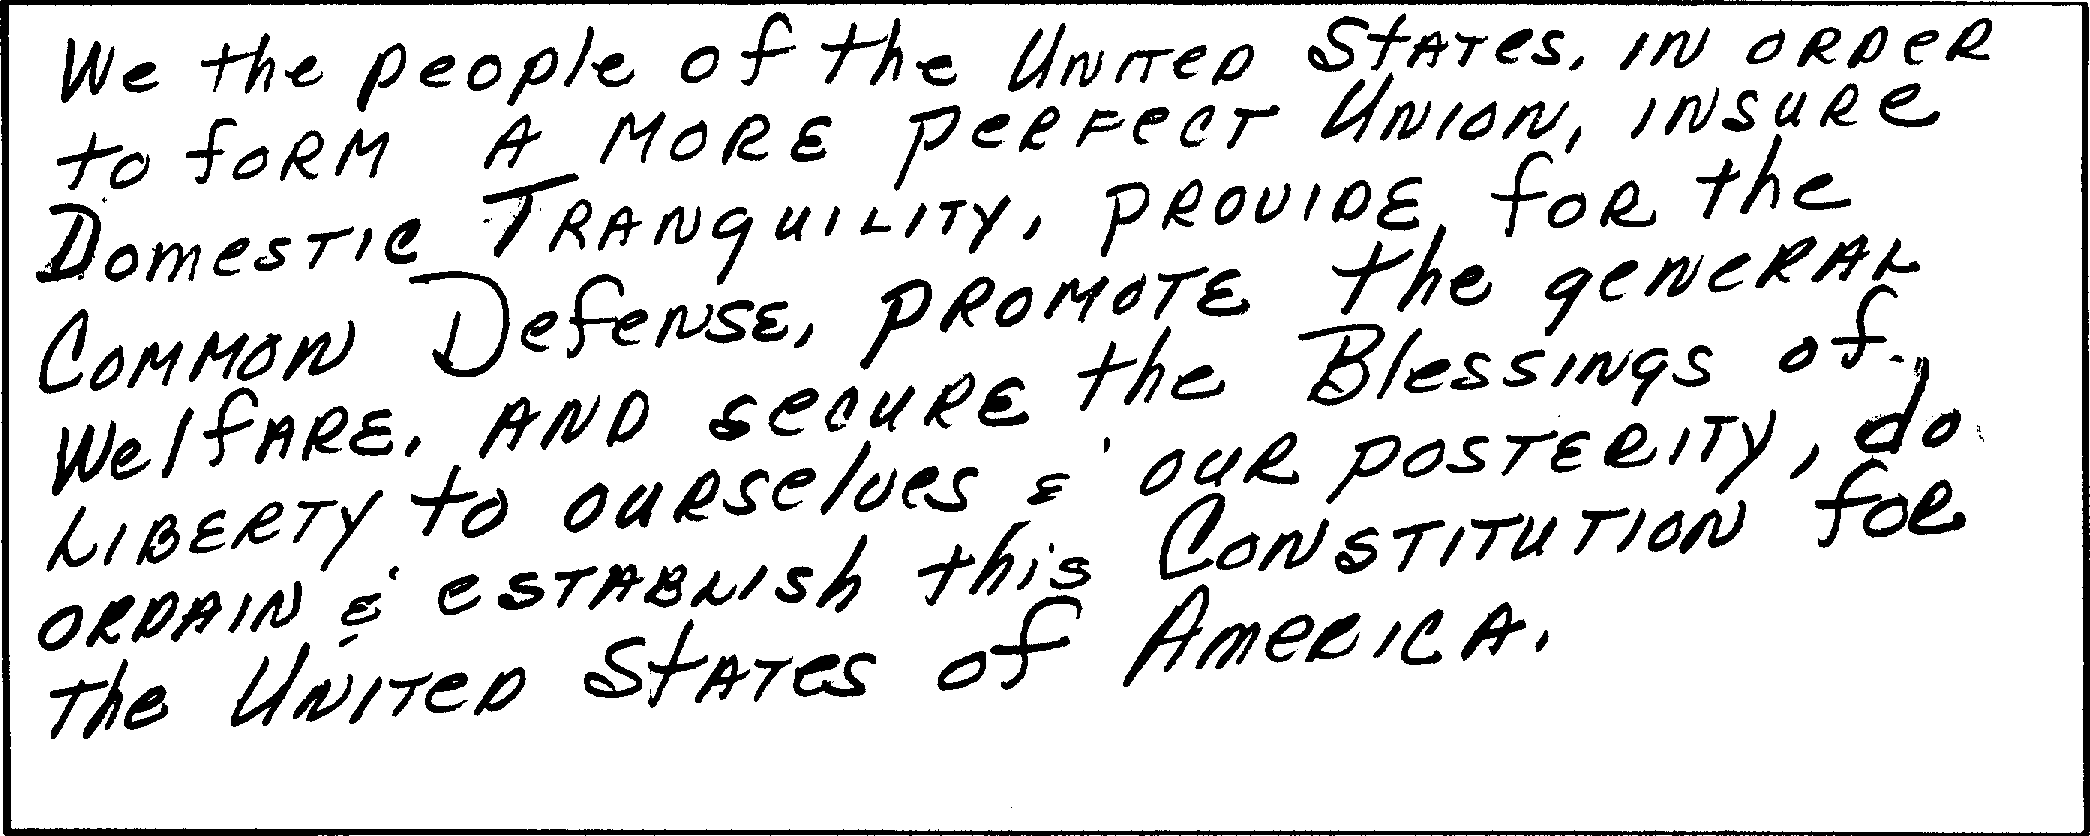 We the people of the United States, in order
to form a more perfect Union, insure
Domestic Tranquility, provide for the
Common Defense, promote the general
Welfare, and secure the Blessings of
Liberty to ourselves & our posterity, do
ordain & establish this Constitution for
the United States of America.